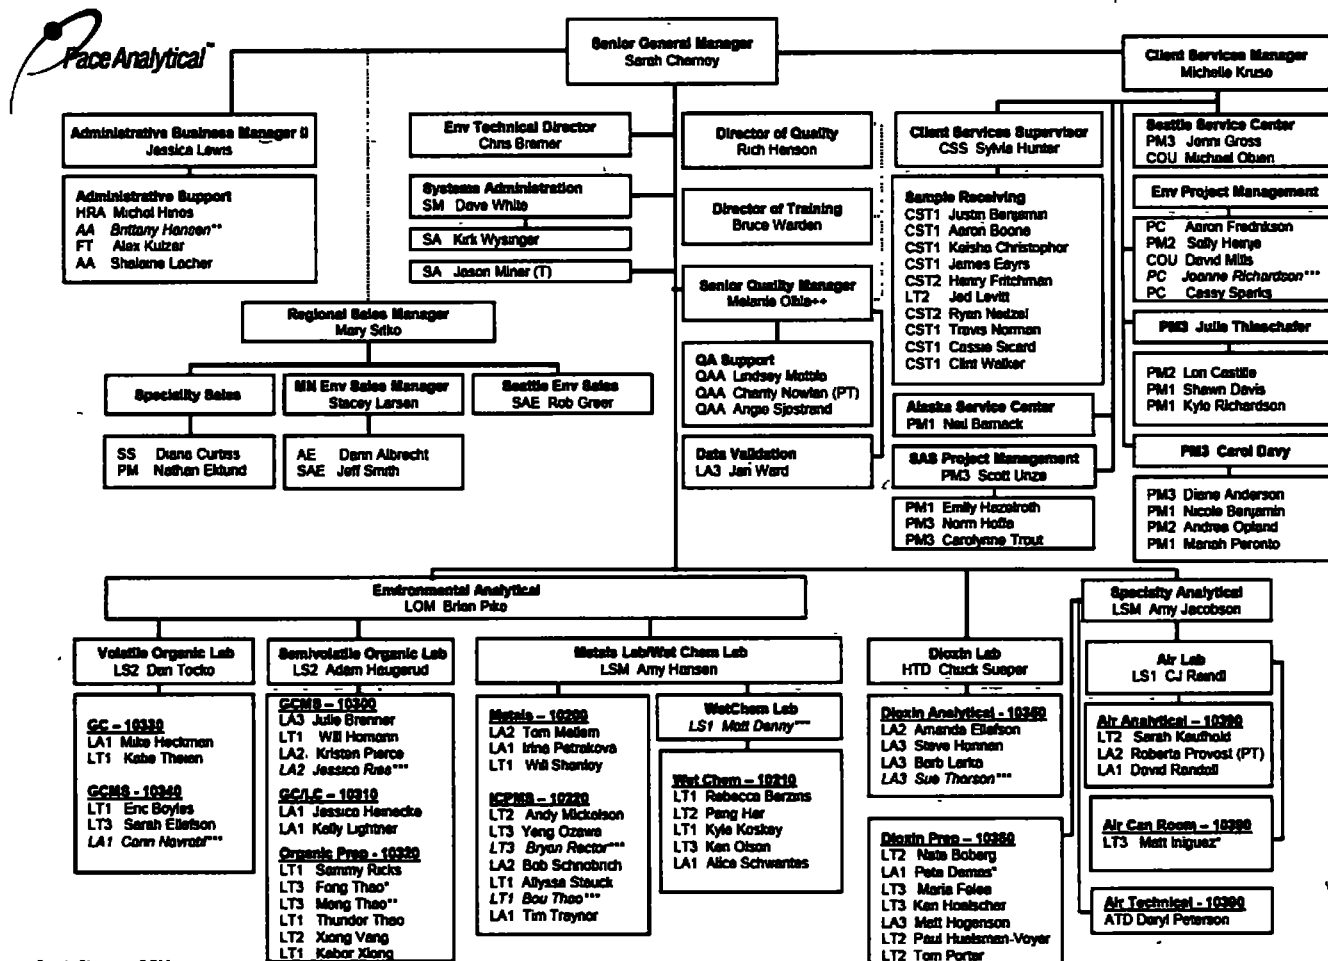 Pace Analytical™
Senior General Manager
Sarah Cherney
Client Services Manager
Michelle Kruse
Administrative Business Manager II
Jessica Lewis
Administrative Support
HRA Michal Hines
AA Brittany Hansen**
FT Alex Kutzer
AA Shalaine Locher
Env Technical Director
Chris Bremer
Systems Administration
SM Dave White
SA Kirk Wysinger
SA Jason Miner (T)
Director of Quality
Rich Henson
Director of Training
Bruce Warden
Senior Quality Manager
Melanie Ollila++
QA Support
QAA Lindsey
QAA Charity Nowlan (PT)
QAA Angie Sjostrand
Data Validation
LA3 Jan Ward
Client Services Supervisor
CSS Sylvia Hunter
Sample Receiving
CST1 Justin Benjamin
CST1 Aaron Boone
CST1 Keisha Christopher
CST1 James Eayrs
CST2 Henry Fritchman
LT2 Jed Levitt
CST2 Ryan Nedzel
CST1 Travis Norman
CST1 Cassie Sicard
CST1 Clint Walker
Alaska Service Center
PM1 Neil Barnack
SAS Project Management
PM3 Scott Unze
PM1 Emily Hazelroth
PM3 Norm Hoffe
PM3 Carolynne Trout
Seattle Service Center
PM3 Jenni Gross
COU Michael Olsen
Env Project Management
PC Aaron Fredrikson
PM2 Sally Heinje
COU David Mills
PC Joanne Richardson***
PC Cassy Sparks
PM3 Julie Thieschafer
PM2 Lori Castille
PM1 Shawn Davis
PM1 Kyle Richardson
PM3 Carol Davy
PM3 Diane Anderson
PM1 Nicole Benjamin
PM2 Andrea Opland
PM1 Mariah Peronto
Regional Sales Manager
Mary Sitko
Speciality Sales
MN Env Sales Manager
Stacey Larsen
Seattle Env Sales
SAE Rob Greer
SS Diana Curtiss
PM Nathan Eklund
AE Dann Albrecht
SAE Jeff Smith
Environmental Analytical
LOM Brian Pike
Specialty Analytical
LSM Amy Jacobson
Volatile Organic Lab
LS2 Dan Tocko
Semivolatile Organic Lab
LS2 Adam Haugerud
Metals Lab/Wet Chem Lab
LSM Amy Hansen
Dioxin Lab
HTD Chuck Sueper
Air Lab
LS1 CJ Raindl
GC – 10330
LA1 Mike Heckman
LT1 Katie Theien
GCMS - 10340
LT1 Eric Boyles
LT3 Sarah Ellefson
LA1 Corin Navratil***
GCMS – 10300
LA3 Julie Brenner
LT1 Will Homann
LA2 Kristen Pierce
LA2 Jessica Ries***
GC/LC – 10310
LA1 Jessica Heinecke
LA1 Kelly Lightner
Organic Prep - 10320
LT1 Sammy Ricks
LT3 Fong Thao*
LT3 Meng Thao**
LT1 Thundor Thao
LT2 Xiong Vang
LT1 Kabor Xiong
Metals – 10200
LA2 Tom Mellem
LA1 Irina Petrakova
LT1 Will Shanley
ICPMS – 10220
LT2 Andy Mickelson
LT3 Yeng Ozawa
LT3 Bryan Rector***
LA2 Bob Schnobrich
LT1 Allyssa Stauck
LT1 Bou Thao***
LA1 Tim Traynor
WetChem Lab
LS1 Matt Denny***
Wet Chem – 10210
LT1 Rebecca Berzins
LT2 Pang Her
LT1 Kyle Koskey
LT3 Ken Olson
LA1 Alice Schwantes
Dioxin Analytical - 10350
LA2 Amanda Ellefson
LA3 Steve Hannan
LA3 Barb Larka
LA3 Sue Thorson***
Dioxin Prep – 10360
LT2 Nate Boberg
LA1 Pete Demas*
LT3 Maria Felee
LT3 Ken Hoelscher
LA3 Matt Hogenson
LT2 Paul Huelsman-Voyer
LT2 Tom Porter
Air Analytical – 10390
LT2 Sarah Kaufhold
LA2 Roberta Provost (PT)
LA1 David Randall
Air Can Room – 10390
LT3 Matt Iniguez*
Air Technical - 10390
ATD Daryl Peterson